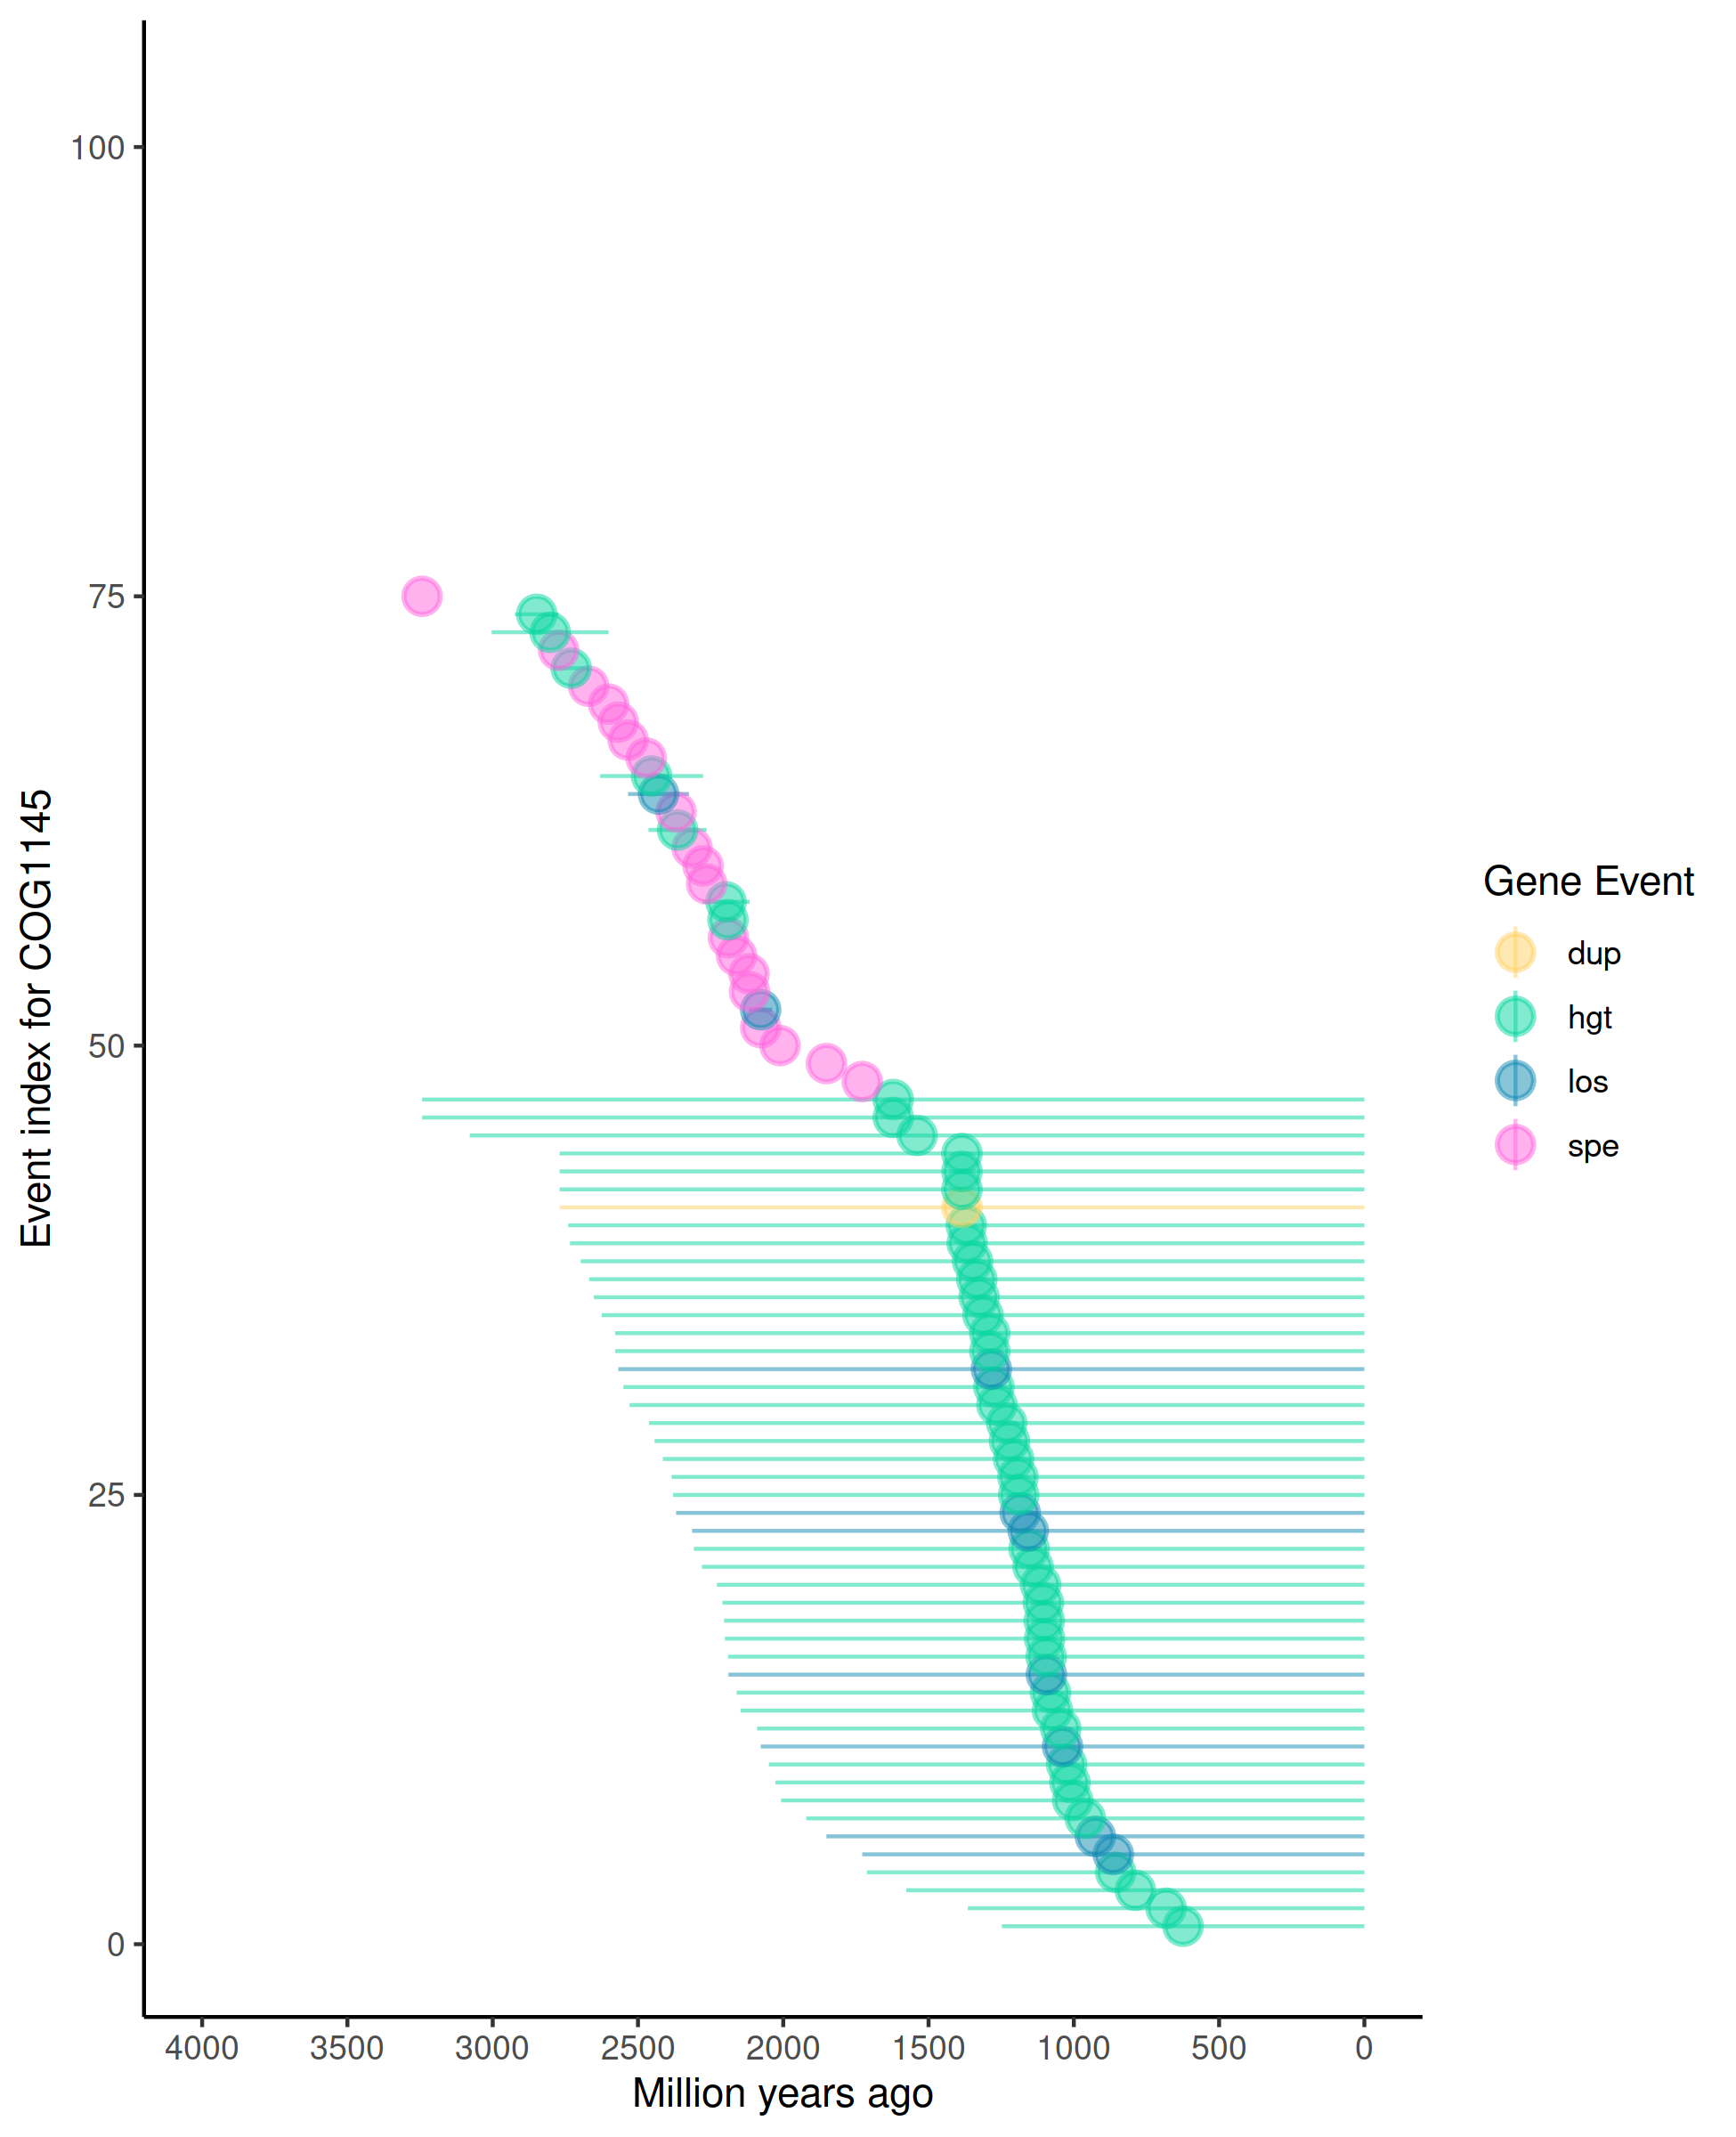 100
75
50
25
0
Event index for COG1145
4000 3500 3000 2500 2000 1500 1000 500 0
Million years ago
Gene Event
dup
hgt
los
spe